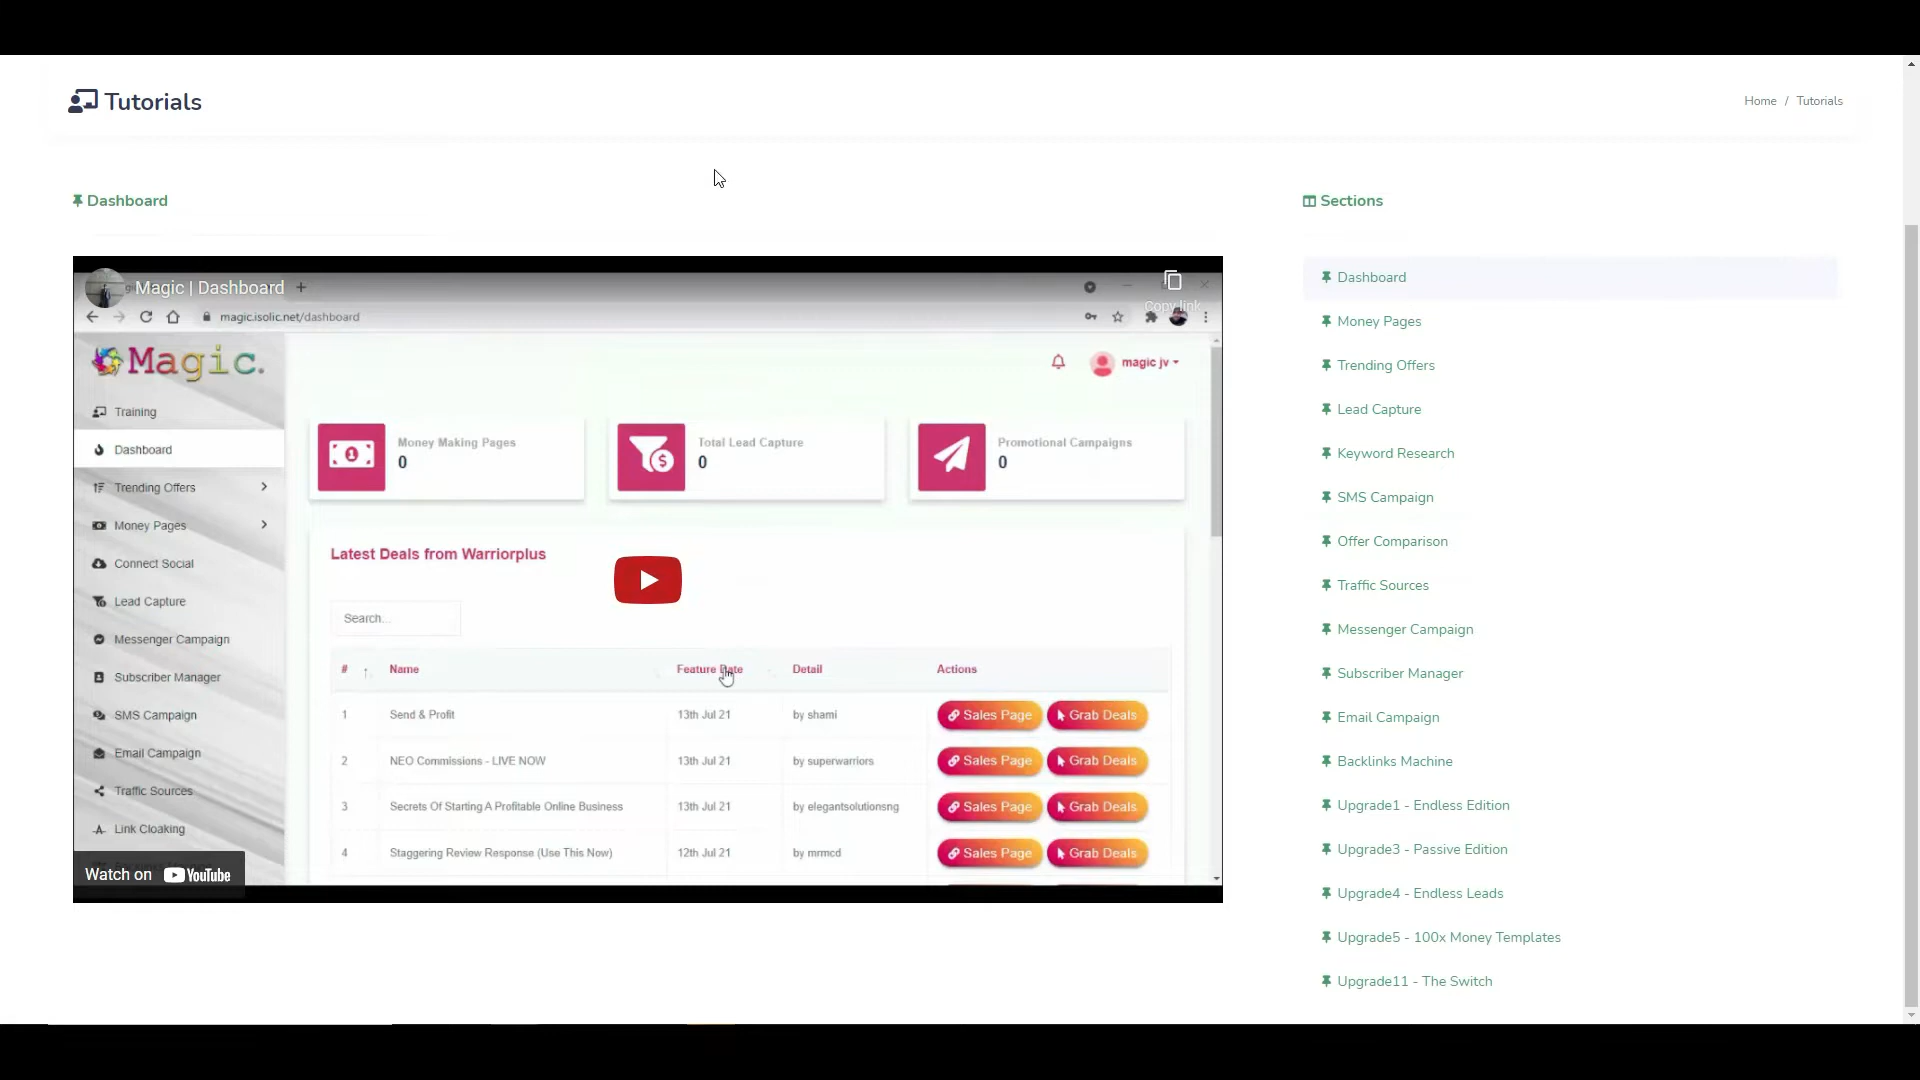 Tutorials
Home / Tutorials
Dashboard
Sections
Magic | Dashboard
Copy link
magic.isolic.net/dashboard
Magic.
magic jv
Training
Dashboard
Trending Offers
Money Pages
Connect Social
Lead Capture
Messenger Campaign
Subscriber Manager
SMS Campaign
Email Campaign
Traffic Sources
Link Cloaking
Money Making Pages
0
Total Lead Capture
0
Promotional Campaigns
0
Latest Deals from Warriorplus
Search...
# Name Feature Date Detail Actions
1 Send & Profit 13th Jul 21 by shami Sales Page Grab Deals
2 NEO Commissions - LIVE NOW 13th Jul 21 by superwarriors Sales Page Grab Deals
3 Secrets Of Starting A Profitable Online Business 13th Jul 21 by elegantsolutionsng Sales Page Grab Deals
4 Staggering Review Response (Use This Now) 12th Jul 21 by mrmcd Sales Page Grab Deals
Watch on YouTube
Dashboard
Money Pages
Trending Offers
Lead Capture
Keyword Research
SMS Campaign
Offer Comparison
Traffic Sources
Messenger Campaign
Subscriber Manager
Email Campaign
Backlinks Machine
Upgrade1 - Endless Edition
Upgrade3 - Passive Edition
Upgrade4 - Endless Leads
Upgrade5 - 100x Money Templates
Upgrade11 - The Switch